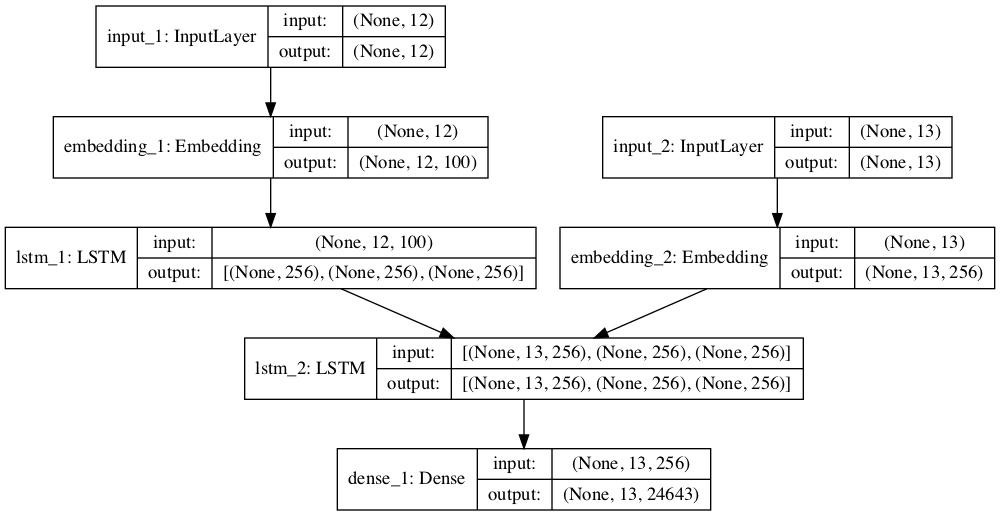 input_1: InputLayer
input: (None, 12)
output: (None, 12)
embedding_1: Embedding
input: (None, 12)
output: (None, 12, 100)
input_2: InputLayer
input: (None, 13)
output: (None, 13)
lstm_1: LSTM
input: (None, 12, 100)
output: [(None, 256), (None, 256), (None, 256)]
embedding_2: Embedding
input: (None, 13)
output: (None, 13, 256)
lstm_2: LSTM
input: [(None, 13, 256), (None, 256), (None, 256)]
output: [(None, 13, 256), (None, 256), (None, 256)]
dense_1: Dense
input: (None, 13, 256)
output: (None, 13, 24643)